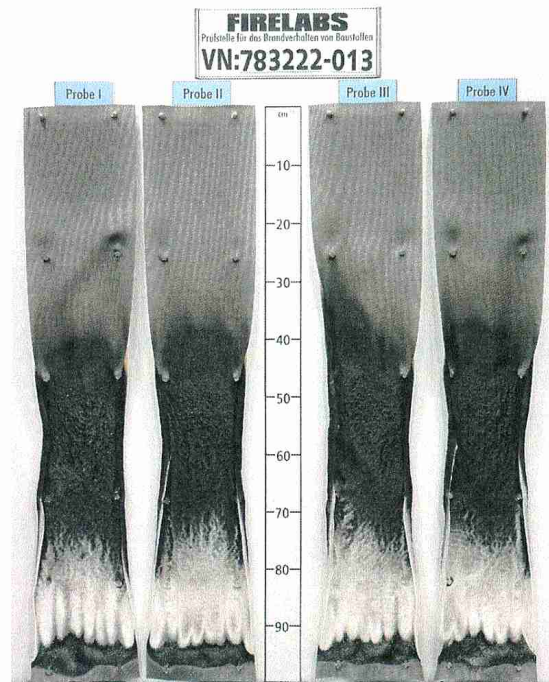 FIRELABS
Prüfstelle für das Brandverhalten von Baustoffen
VN:783222-013
Probe I
Probe II
Probe III
Probe IV
cm
10
20
30
40
50
60
70
80
90